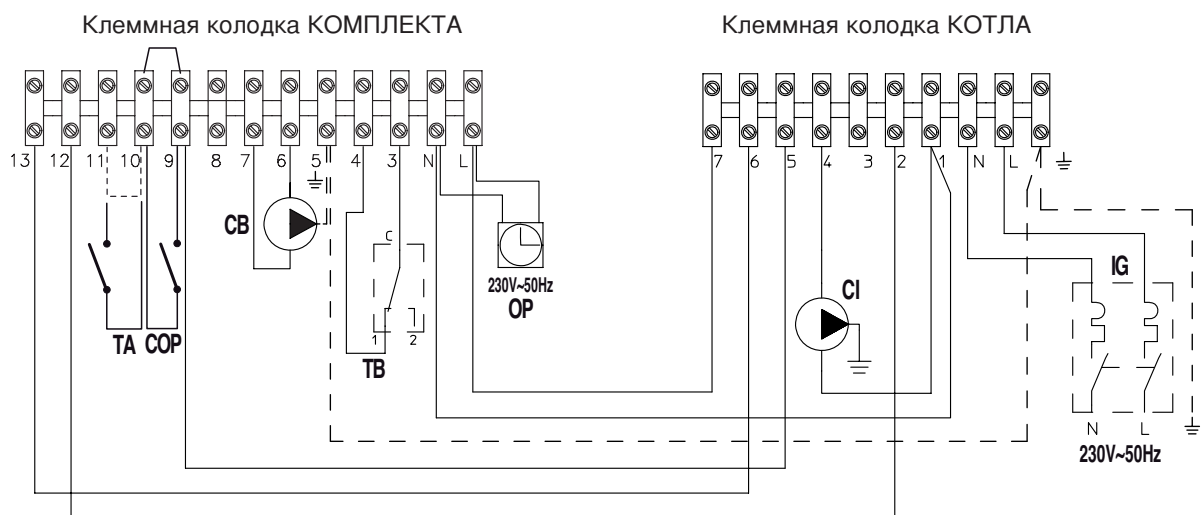 Клеммная колодка КОМПЛЕКТА
Клеммная колодка КОТЛА
13 12 11 10 9 8 7 6 5 4 3 N L
7 6 5 4 3 2 1 N L
CB
C
230V~50Hz
OP
1 2
TB
TA COP
CI
IG
N L
230V~50Hz